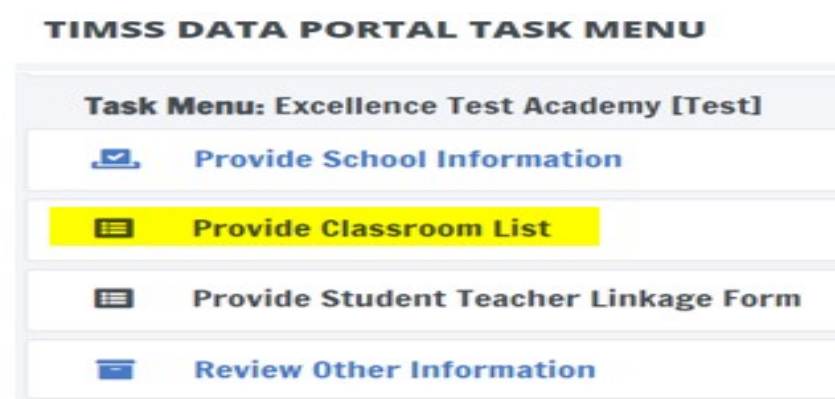 TIMSS DATA PORTAL TASK MENU
Task Menu: Excellence Test Academy [Test]
Provide School Information
Provide Classroom List
Provide Student Teacher Linkage Form
Review Other Information